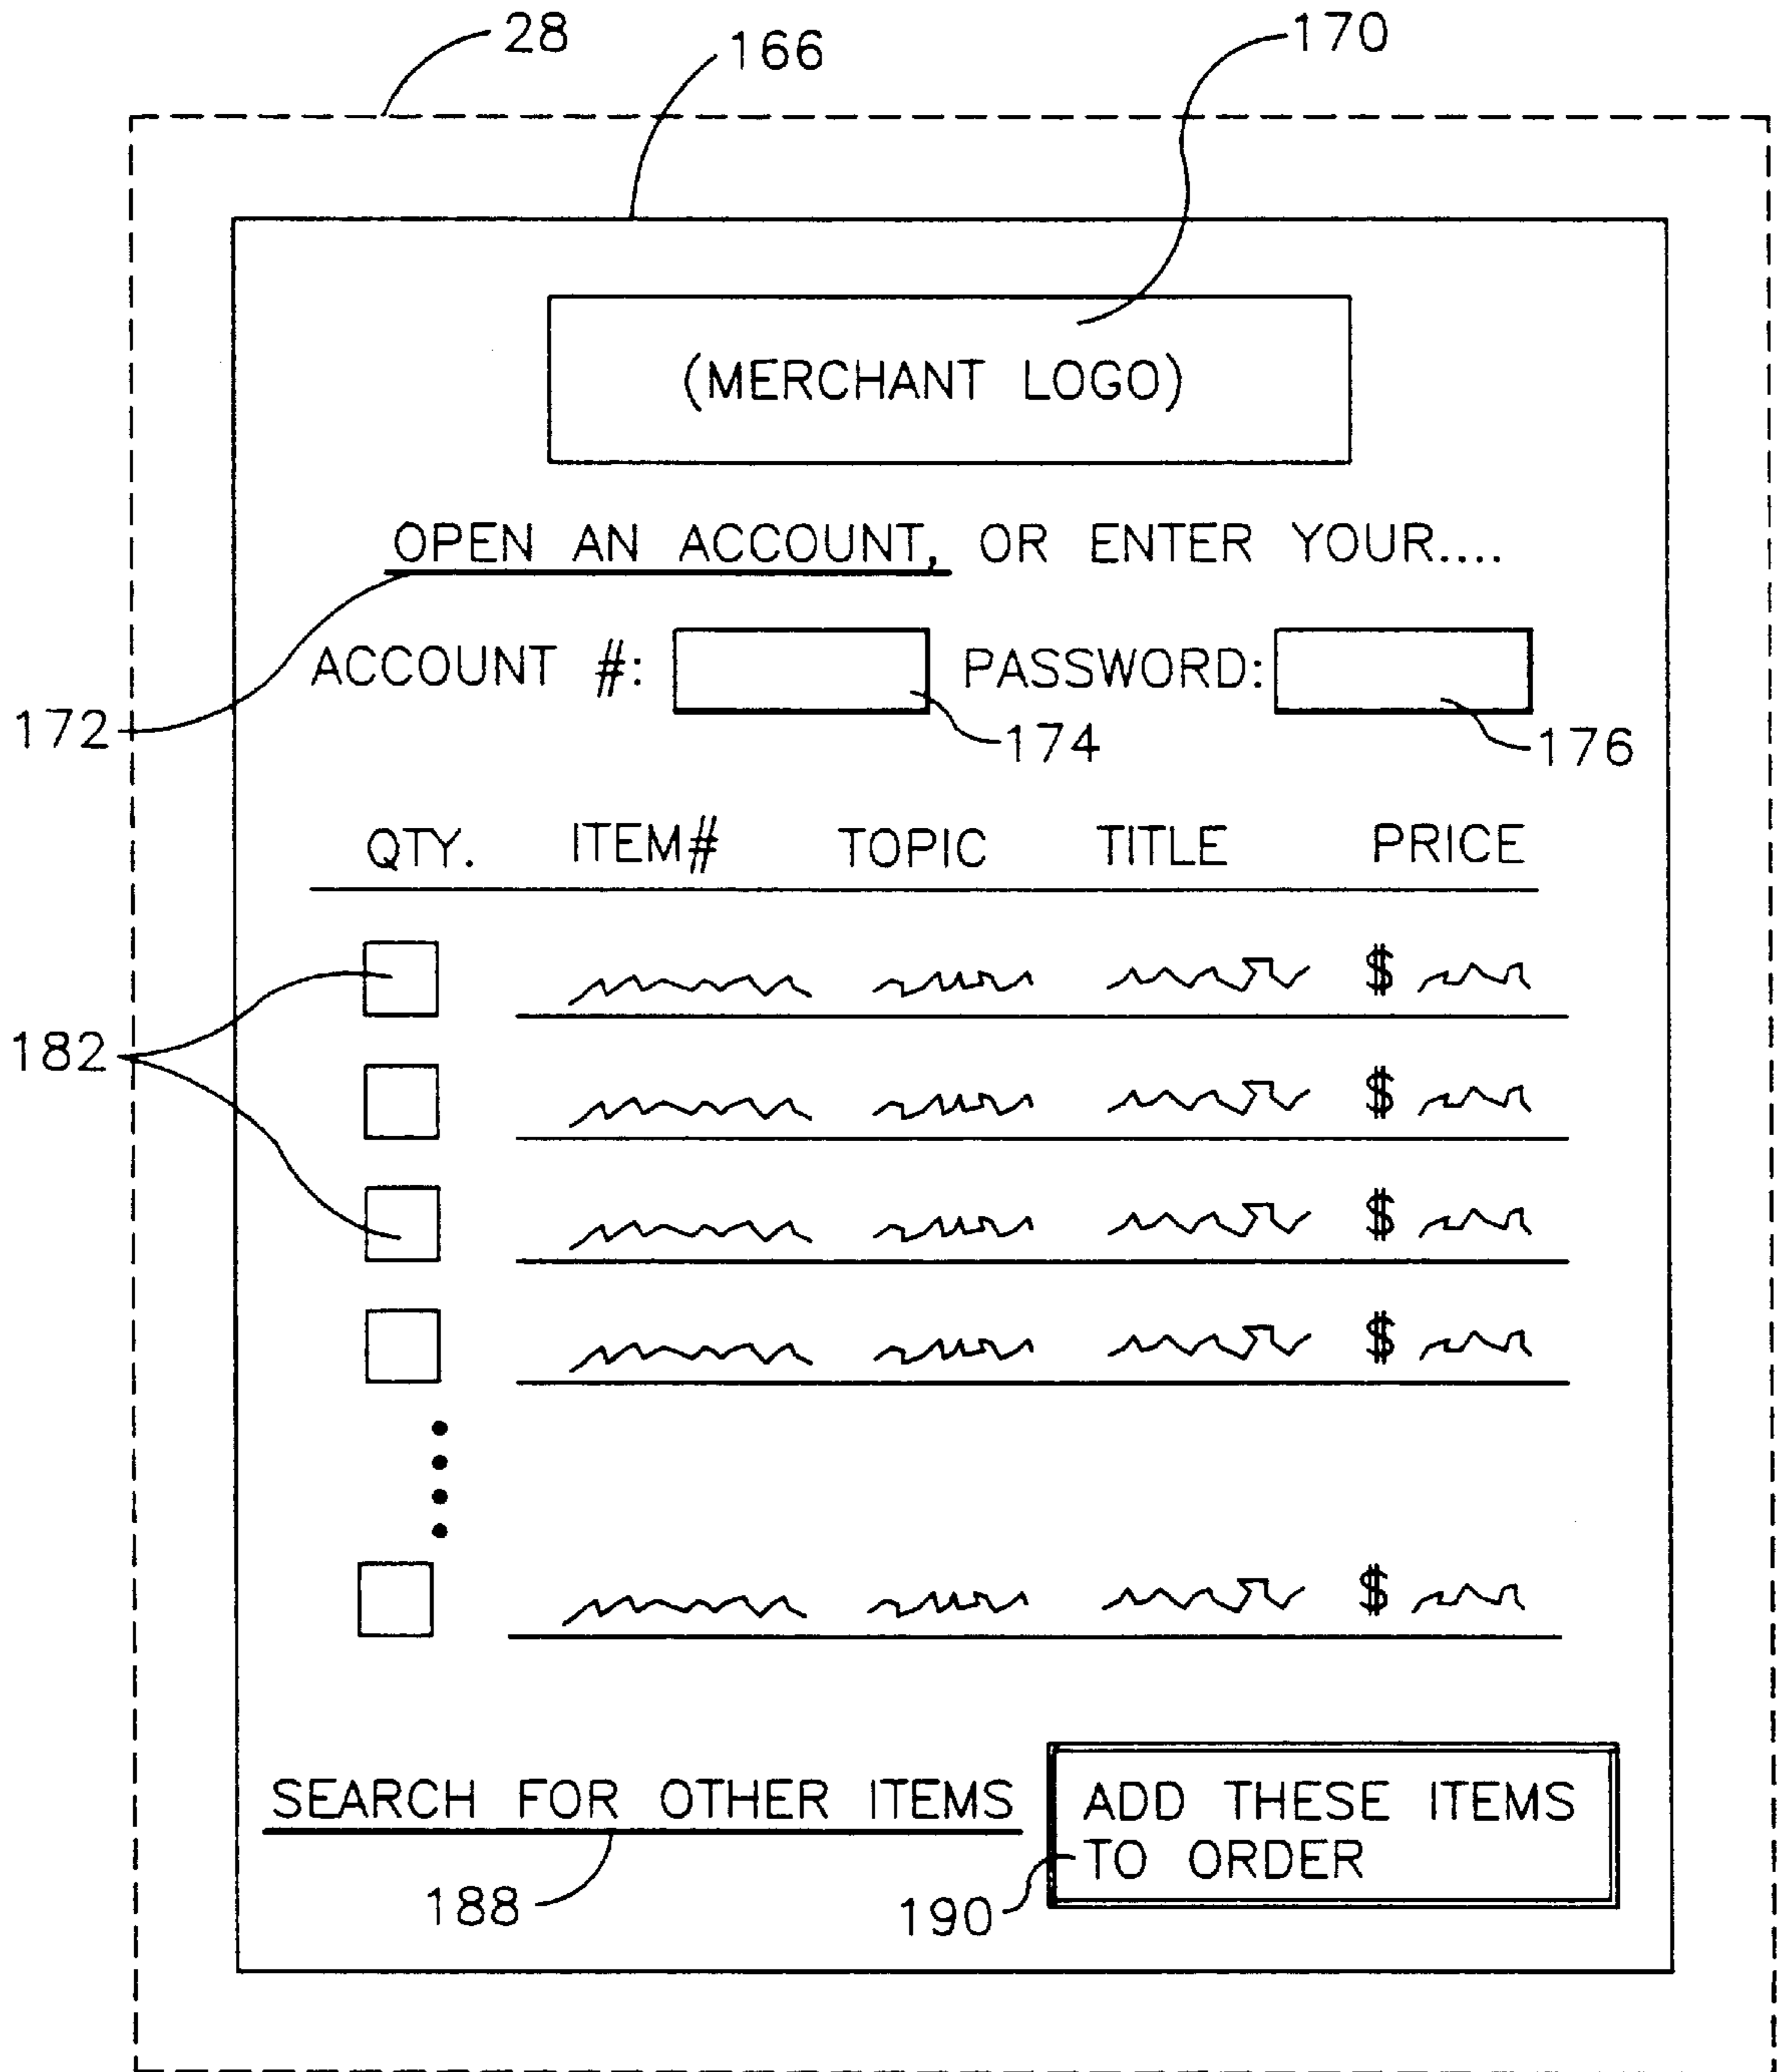 28
166
170
(MERCHANT LOGO)
OPEN AN ACCOUNT, OR ENTER YOUR....
ACCOUNT #: PASSWORD:
172
174
176
QTY. ITEM# TOPIC TITLE PRICE
$
182
$
$
$
$
SEARCH FOR OTHER ITEMS
ADD THESE ITEMS
TO ORDER
188
190